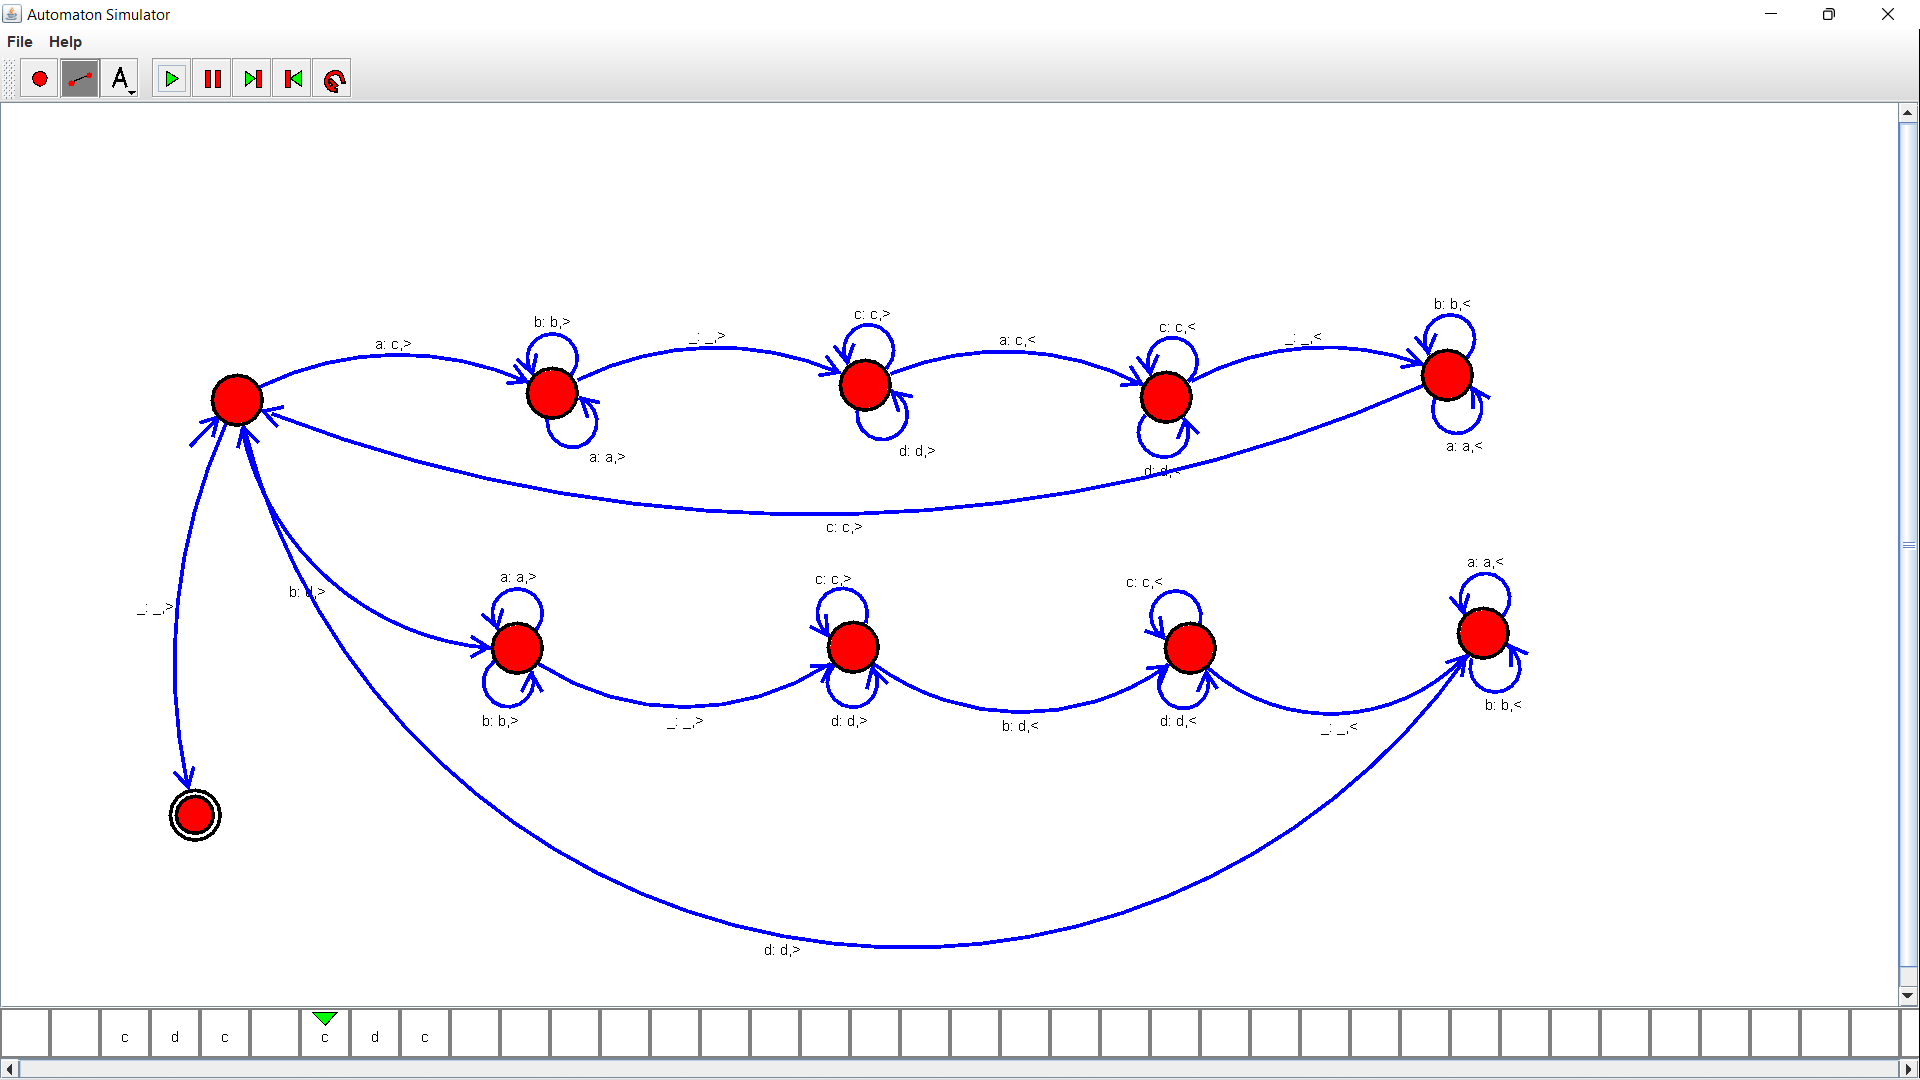 Automaton Simulator
File Help
A
b: b,<
c: c,>
b: b,>
c: c,<
_: _,>
_: _,<
a: c,>
a: c,<
a: a,<
d: d,>
a: a,>
d: d,<
c: c,>
a: a,<
a: a,>
c: c,>
c: c,<
b: d,>
_: _,>
b: b,<
b: b,>
_: _,>
d: d,>
b: d,<
d: d,<
_: _,<
d: d,>
c d c c d c